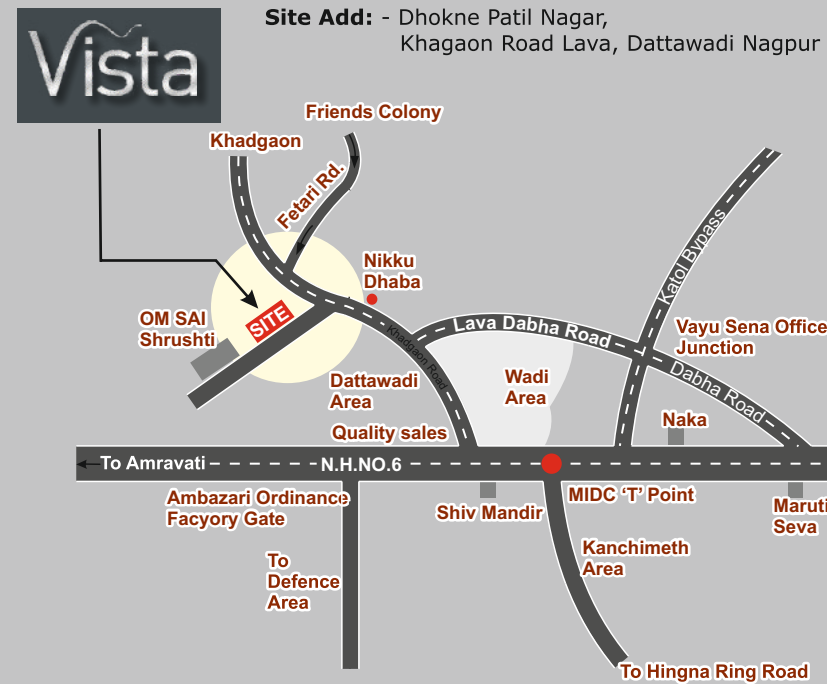 Site Add: - Dhokne Patil Nagar,
Khagaon Road Lava, Dattawadi Nagpur
Vista
Friends Colony
Khadgaon
Fetari Rd.
Katol Bypass
Nikku
Dhaba
OM SAI
Shrushti
SITE
Khadgaon Road
Lava Dabha Road
Vayu Sena Office
Junction
Dattawadi
Area
Wadi
Area
Dabha Road
Naka
Quality sales
To Amravati
N.H.NO.6
Ambazari Ordinance
Facyory Gate
Shiv Mandir
MIDC ‘T’ Point
Maruti
Seva
Kanchimeth
Area
To
Defence
Area
To Hingna Ring Road